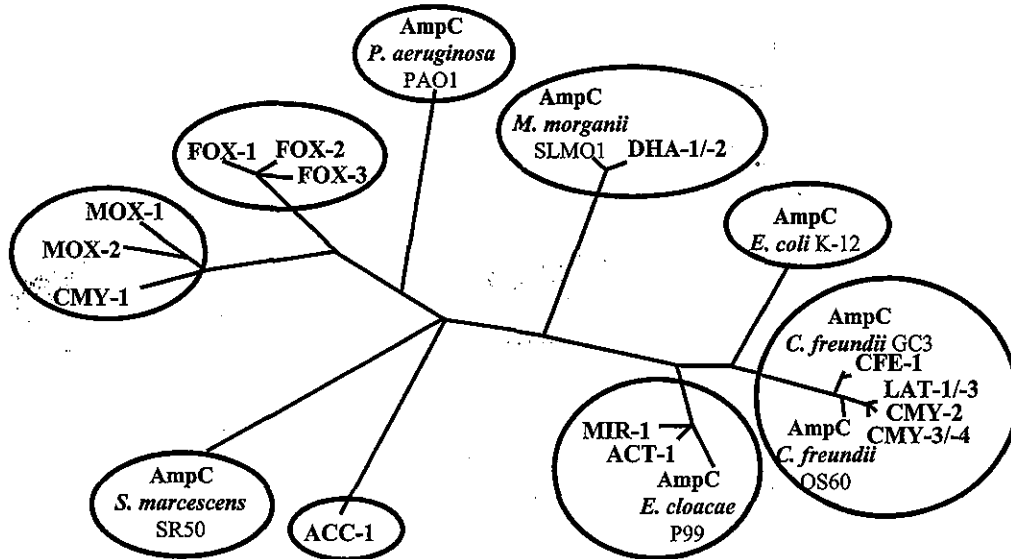 AmpC
P. aeruginosa
PAO1
AmpC
M. morganii
SLMO1
DHA-1/-2
FOX-1
FOX-2
FOX-3
MOX-1
MOX-2
CMY-1
AmpC
E. coli K-12
AmpC
C. freundii GC3
CFE-1
LAT-1/-3
CMY-2
CMY-3/-4
AmpC
C. freundii
OS60
MIR-1
ACT-1
AmpC
E. cloacae
P99
AmpC
S. marcescens
SR50
ACC-1